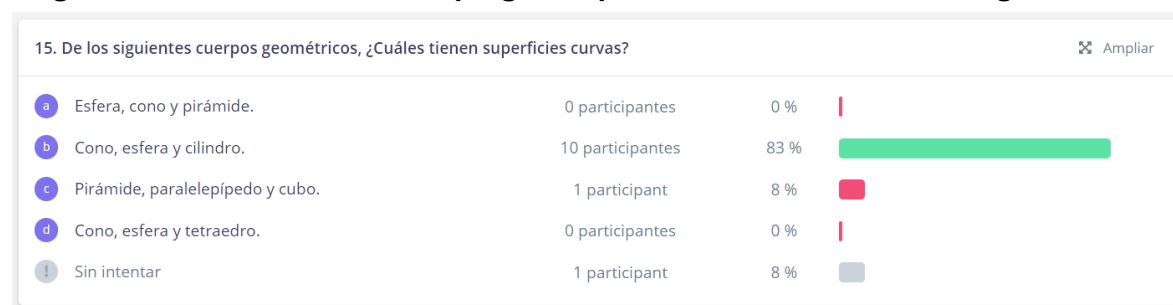 15. De los siguientes cuerpos geométricos, ¿Cuáles tienen superficies curvas? Ampliar
a Esfera, cono y pirámide. 0 participantes 0 %
b Cono, esfera y cilindro. 10 participantes 83 %
c Pirámide, paralelepípedo y cubo. 1 participant 8 %
d Cono, esfera y tetraedro. 0 participantes 0 %
! Sin intentar 1 participant 8 %